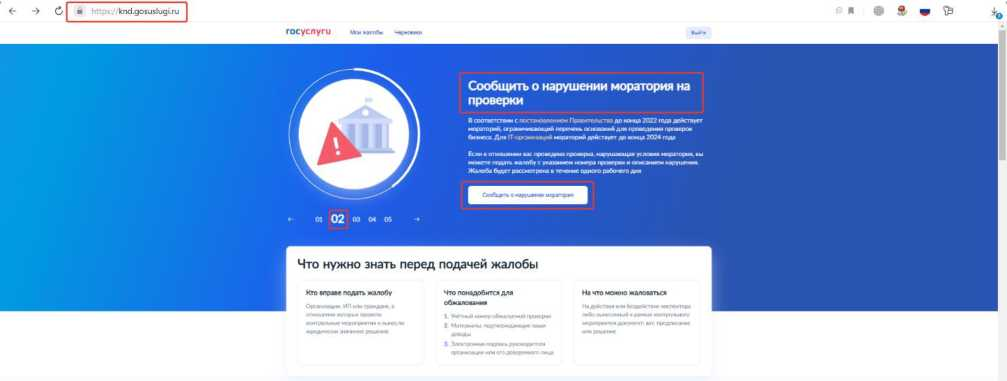 https://knd.gosuslugi.ru
госуслуги Мои жалобы Черновики Выйти
Сообщить о нарушении моратория на
проверки
В соответствии с постановлением Правительства до конца 2022 года действует
мораторий, ограничивающий перечень оснований для проведения проверок
бизнеса. Для IT-организаций мораторий действует до конца 2024 года
Если в отношении вас проведена проверка, нарушающая условия моратория, вы
можете подать жалобу с указанием номера проверки и описанием нарушения.
Жалоба будет рассмотрена в течение одного рабочего дня
Сообщить о нарушении моратория
← 01 02 03 04 05 →
Что нужно знать перед подачей жалобы
Кто вправе подать жалобу
Организации, ИП или граждане, в
отношении которых провели
контрольные мероприятия и вынесли
юридически значимое решение
Что понадобится для
обжалования
1. Учётный номер обжалуемой проверки
2. Материалы, подтверждающие ваши
доводы
3. Электронная подпись руководителя
организации или его доверенного лица
На что можно жаловаться
На действия или бездействие инспектора
либо вынесенный в рамках контрольного
мероприятия документ: акт, предписание
или решение